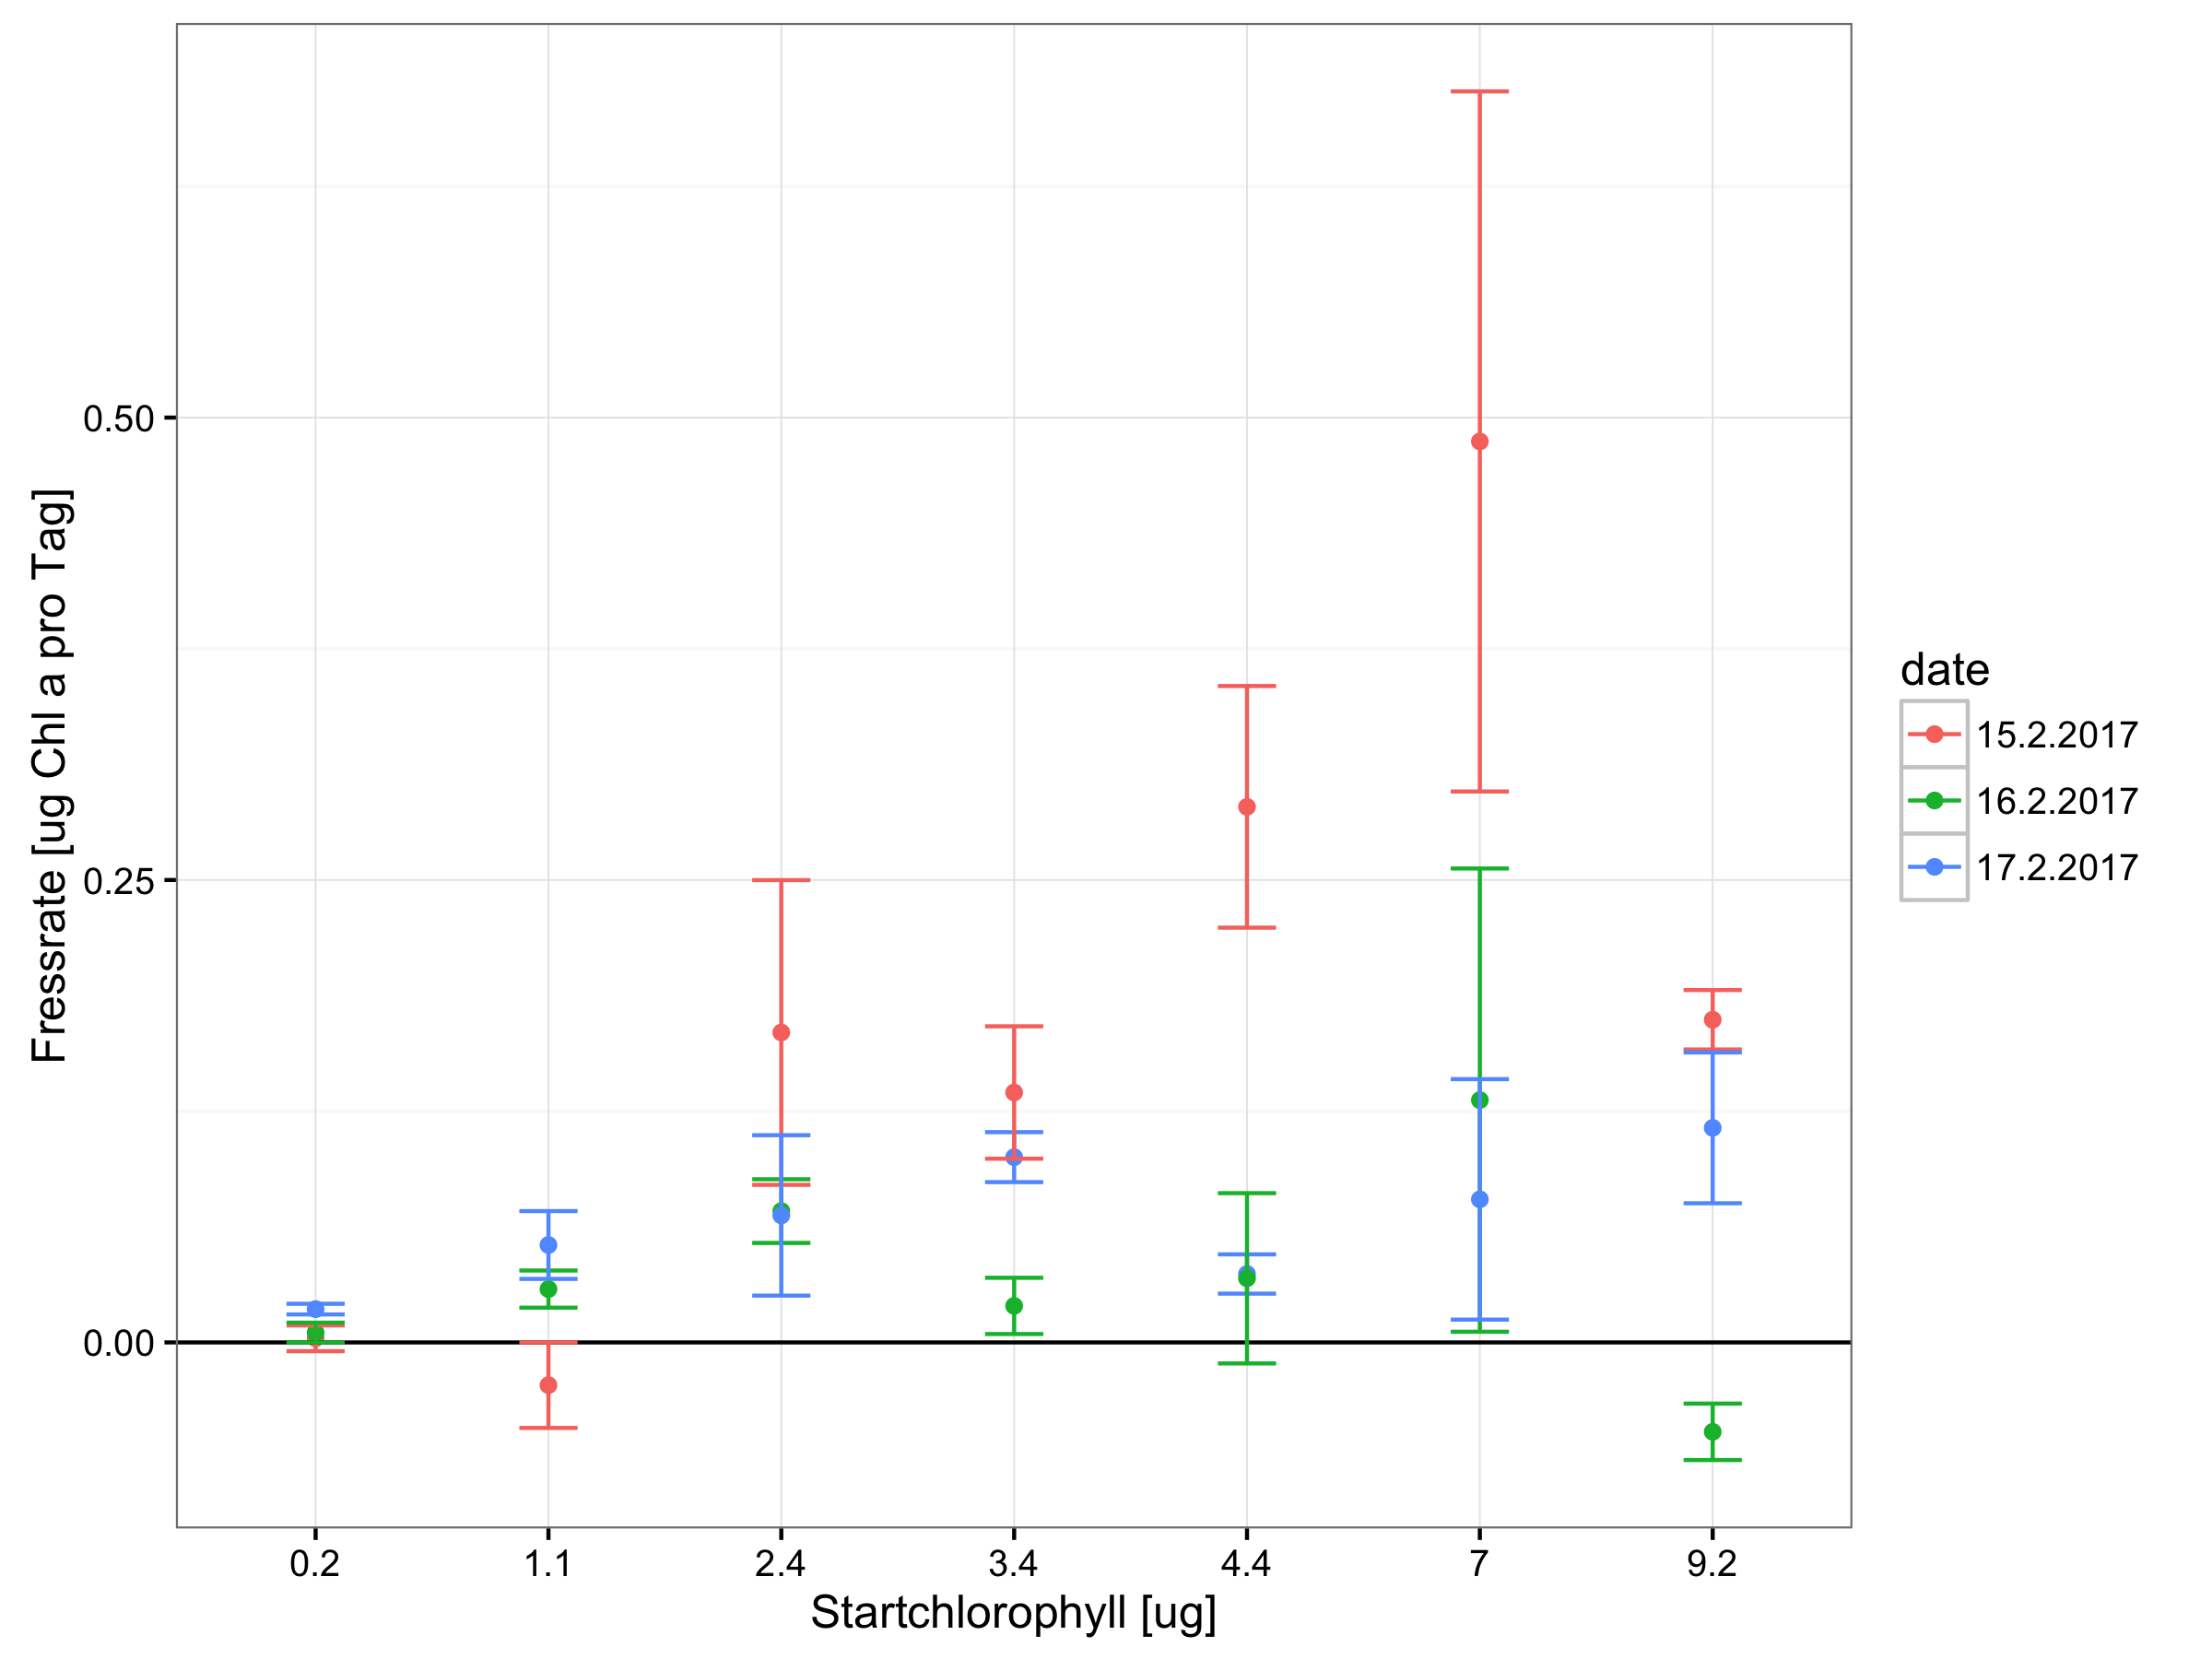 Fressrate [ug Chl a pro Tag]
0.50
0.25
0.00
0.2 1.1 2.4 3.4 4.4 7 9.2
Startchlorophyll [ug]
date
15.2.2017
16.2.2017
17.2.2017